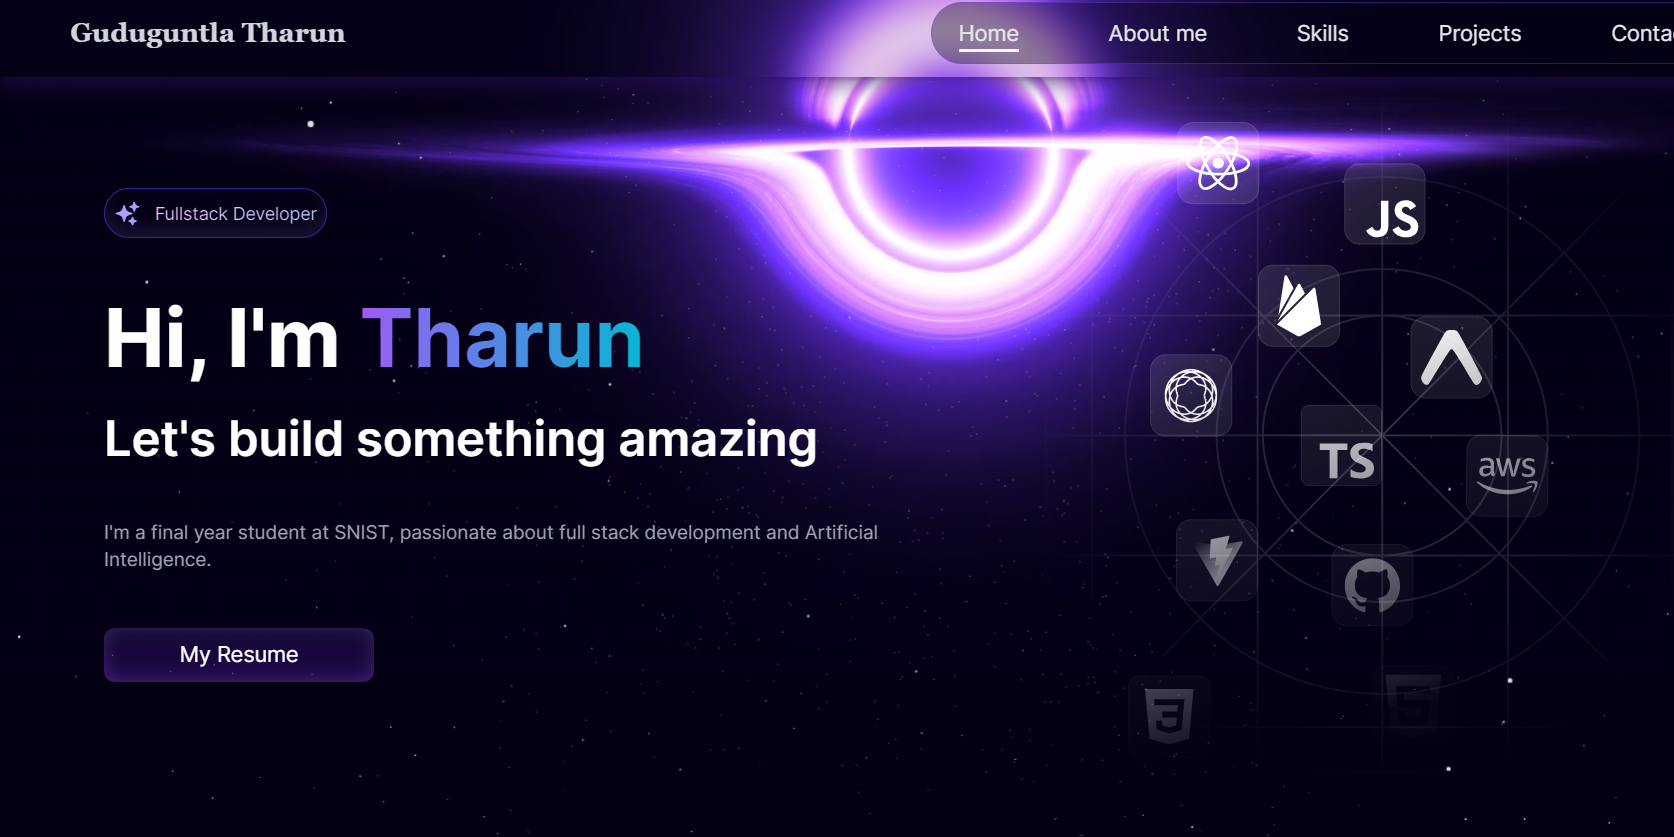 Guduguntla Tharun
Home
About me
Skills
Projects
Conta
Fullstack Developer
Hi, I'm Tharun
Let's build something amazing
I'm a final year student at SNIST, passionate about full stack development and Artificial
Intelligence.
My Resume
JS
TS
aws
3
5